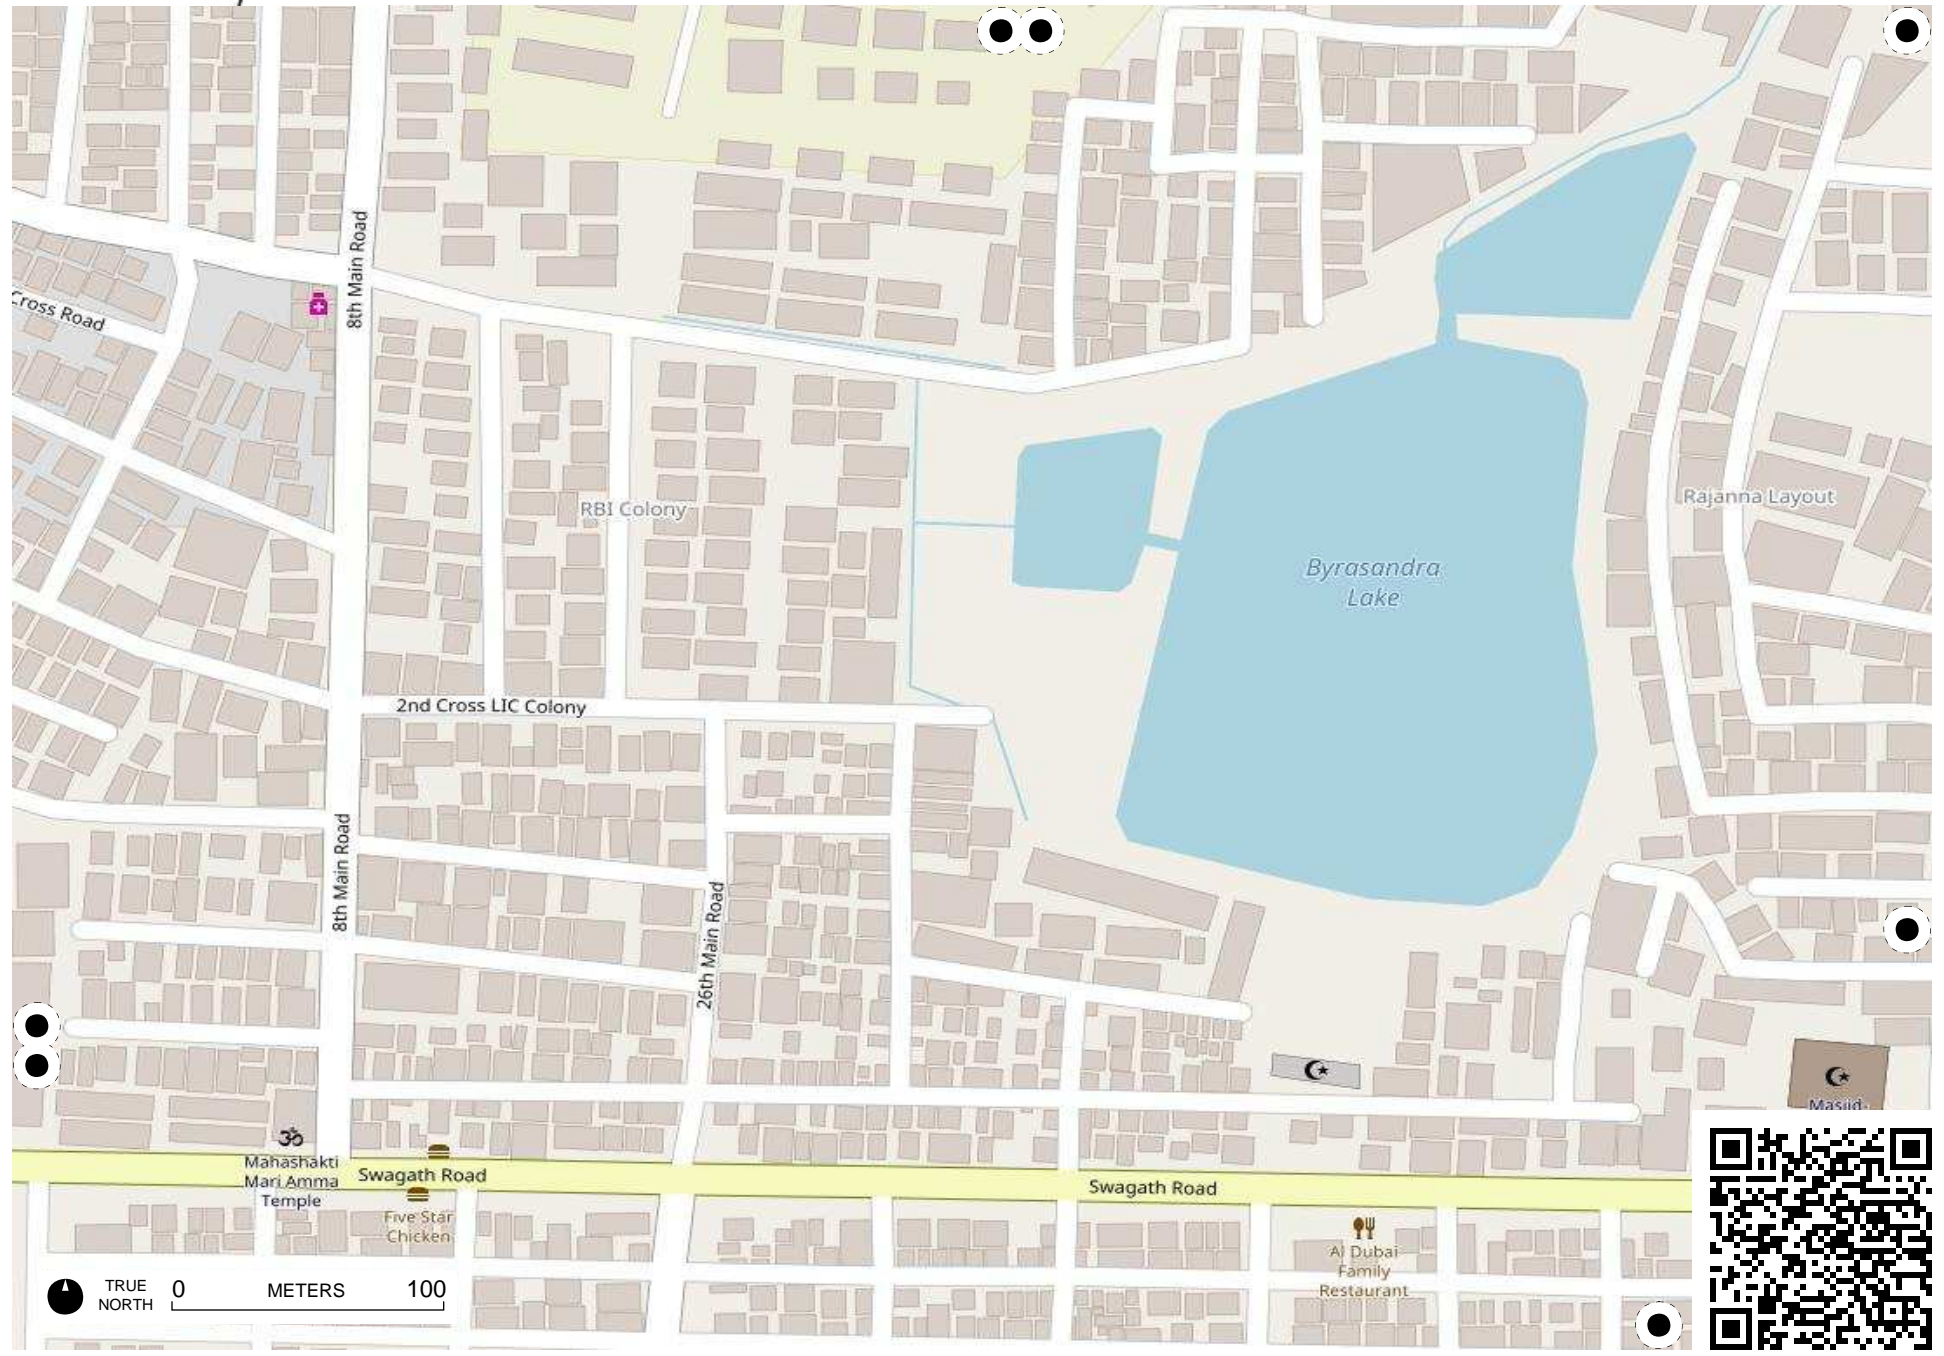 8th Main Road
Cross Road
RBI Colony
Rajanna Layout
Byrasandra
Lake
2nd Cross LIC Colony
8th Main Road
26th Main Road
ॐ
Mahashakti
Mari Amma
Temple
Swagath Road
Swagath Road
Masjid-
Five Star
Chicken
Al Dubai
Family
Restaurant
TRUE
NORTH
0 METERS 100